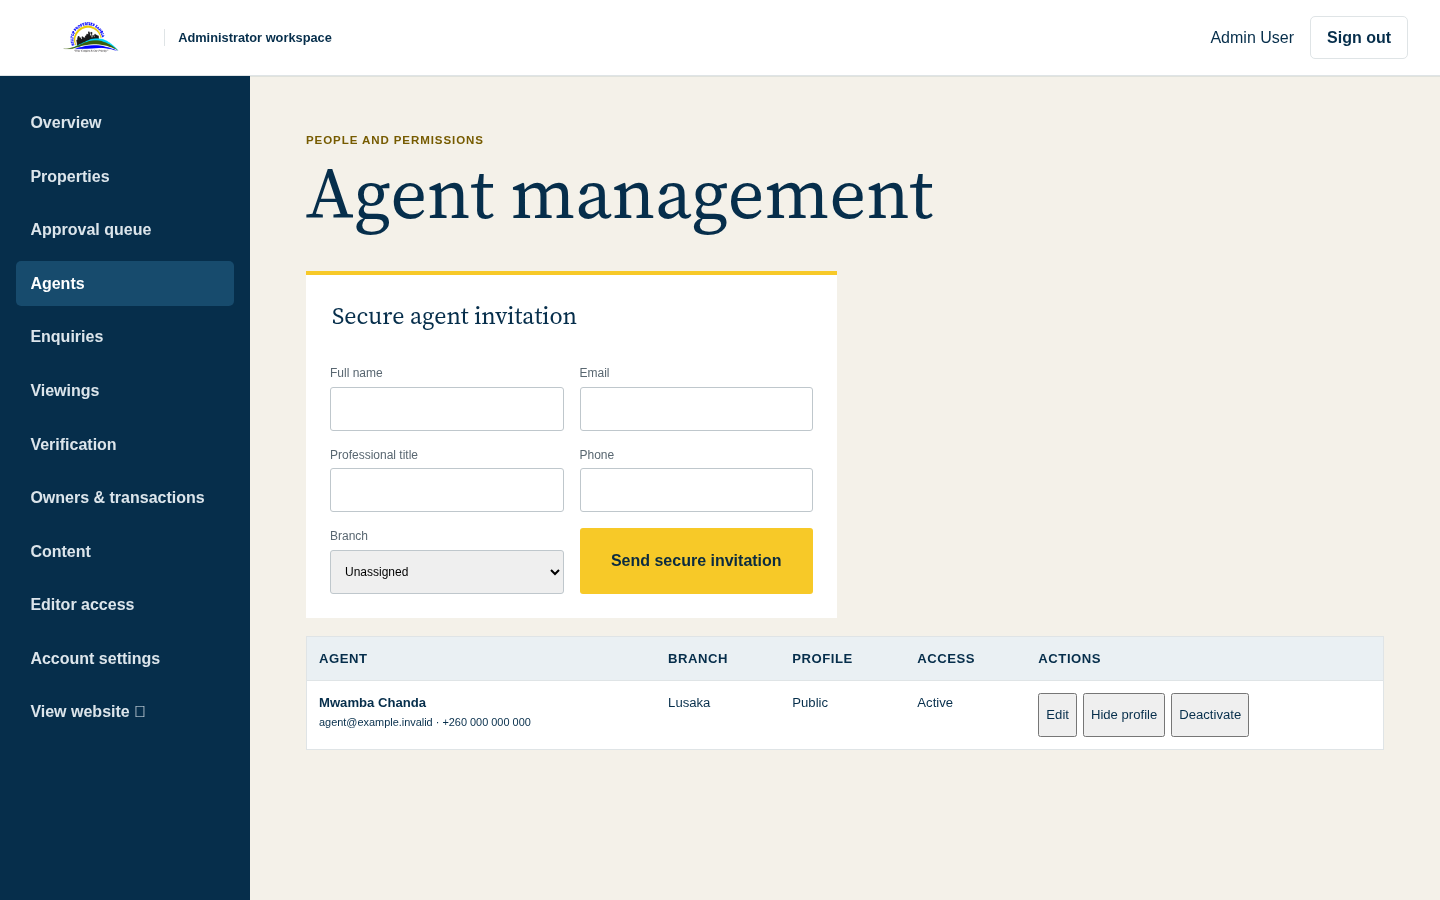 Administrator workspace
Admin User
Sign out
Overview
Properties
Approval queue
Agents
Enquiries
Viewings
Verification
Owners & transactions
Content
Editor access
Account settings
View website
PEOPLE AND PERMISSIONS
Agent management
Secure agent invitation
Full name
Email
Professional title
Phone
Branch
Unassigned
Send secure invitation
AGENT BRANCH PROFILE ACCESS ACTIONS
Mwamba Chanda Lusaka Public Active Edit Hide profile Deactivate
agent@example.invalid · +260 000 000 000